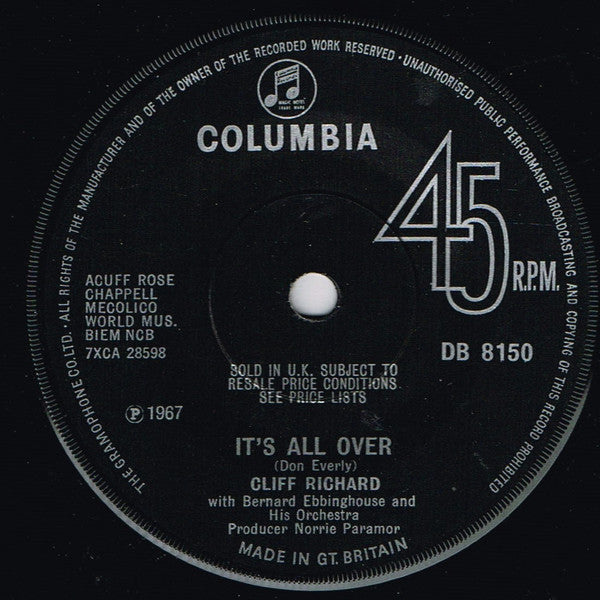 THE GRAMOPHONE CO. LTD. · ALL RIGHTS OF THE MANUFACTURER AND OF THE OWNER OF THE RECORDED WORK RESERVED · UNAUTHORISED PUBLIC PERFORMANCE BROADCASTING AND COPYING OF THIS RECORD PROHIBITED
MAGIC NOTES
TRADE MARK
COLUMBIA
45
R.P.M.
ACUFF ROSE
CHAPPELL
MECOLICO
WORLD MUS.
BIEM NCB
7XCA 28598
DB 8150
SOLD IN U.K. SUBJECT TO
RESALE PRICE CONDITIONS
SEE PRICE LISTS
Ⓟ 1967
IT'S ALL OVER
(Don Everly)
CLIFF RICHARD
with Bernard Ebbinghouse and
His Orchestra
Producer Norrie Paramor
MADE IN GT. BRITAIN